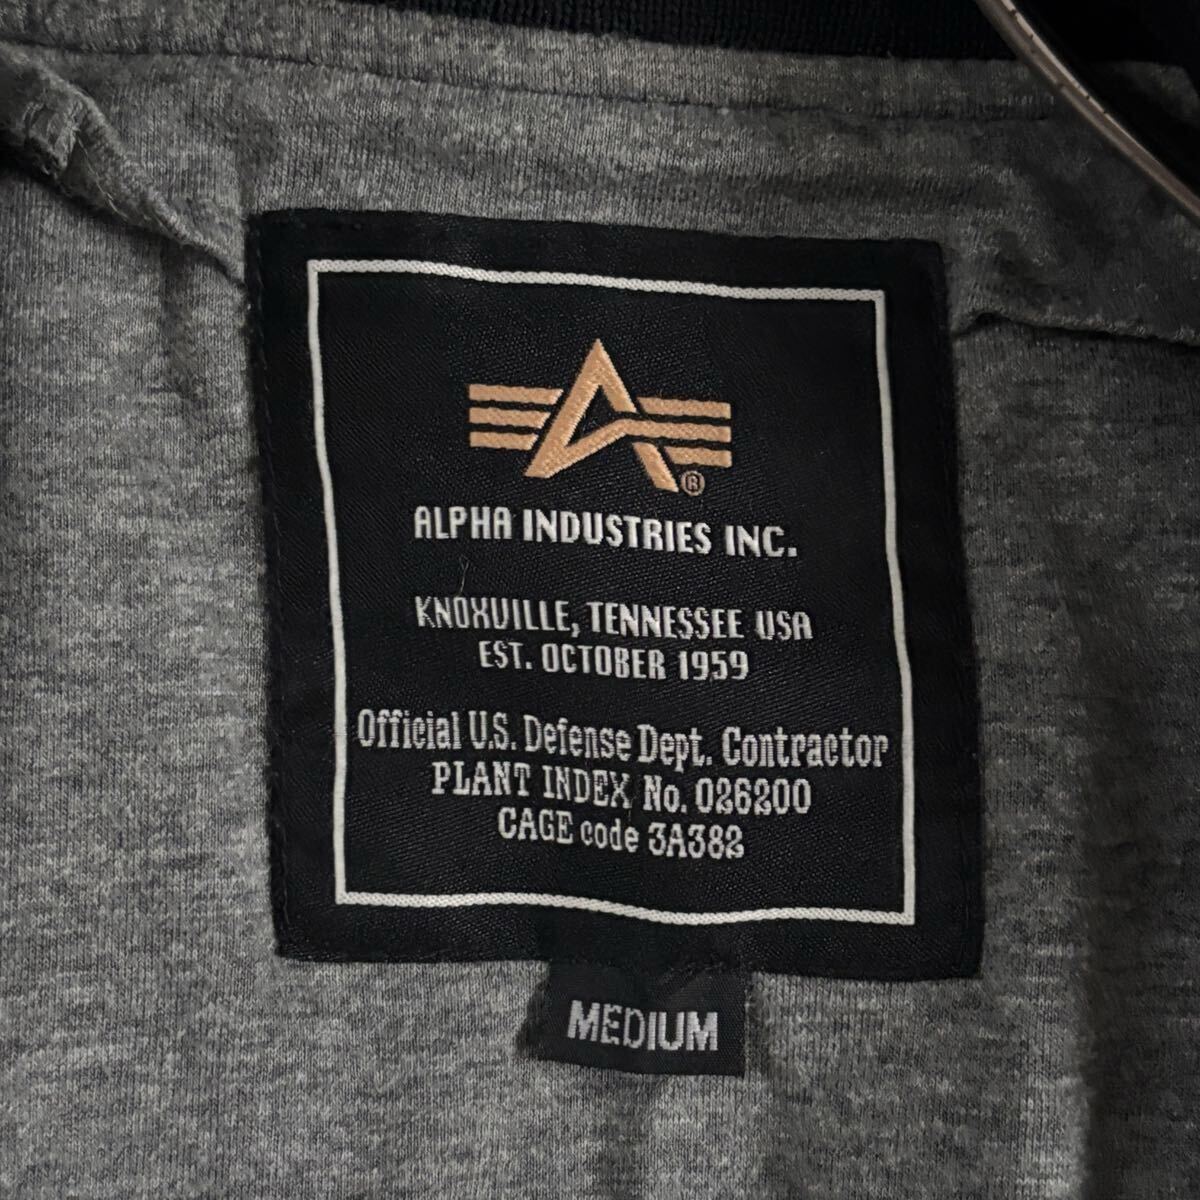 ®
ALPHA INDUSTRIES INC.
KNOXVILLE, TENNESSEE USA
EST. OCTOBER 1959
Official U.S. Defense Dept. Contractor
PLANT INDEX No. 026200
CAGE code 3A382
MEDIUM